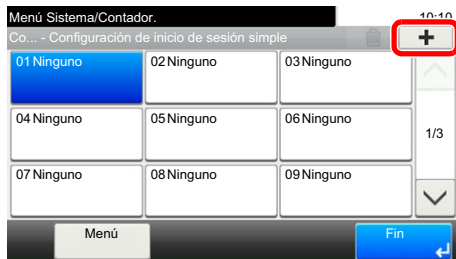 Menú Sistema/Contador.
10:10
Co... - Configuración de inicio de sesión simple
01 Ninguno
02 Ninguno
03 Ninguno
04 Ninguno
05 Ninguno
06 Ninguno
1/3
07 Ninguno
08 Ninguno
09 Ninguno
Menú
Fin